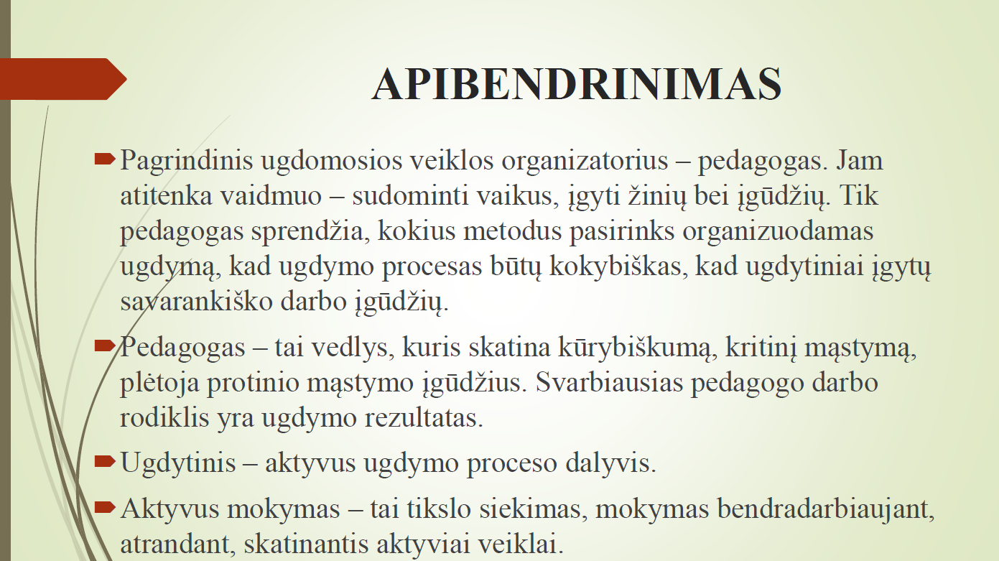 APIBENDRINIMAS
Pagrindinis ugdomosios veiklos organizatorius – pedagogas. Jam
atitenka vaidmuo – sudominti vaikus, įgyti žinių bei įgūdžių. Tik
pedagogas sprendžia, kokius metodus pasirinks organizuodamas
ugdymą, kad ugdymo procesas būtų kokybiškas, kad ugdytiniai įgytų
savarankiško darbo įgūdžių.
Pedagogas – tai vedlys, kuris skatina kūrybiškumą, kritinį mąstymą,
plėtoja protinio mąstymo įgūdžius. Svarbiausias pedagogo darbo
rodiklis yra ugdymo rezultatas.
Ugdytinis – aktyvus ugdymo proceso dalyvis.
Aktyvus mokymas – tai tikslo siekimas, mokymas bendradarbiaujant,
atrandant, skatinantis aktyviai veiklai.